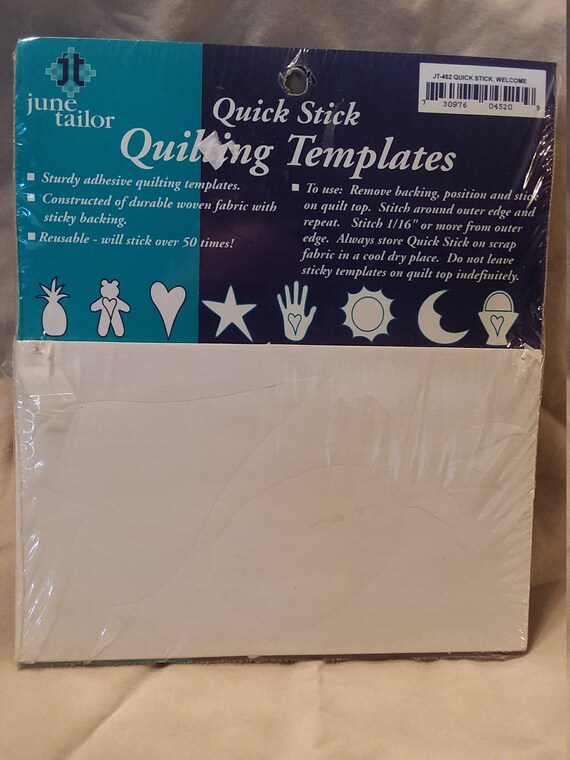 jt
june
tailor
JT-452 QUICK STICK. WELCOME
7 30976 04520 9
Quick Stick
Quilting Templates
Sturdy adhesive quilting templates.
Constructed of durable woven fabric with
sticky backing.
Reusable - will stick over 50 times!
To use: Remove backing, position and stick
on quilt top. Stitch around outer edge and
repeat. Stitch 1/16" or more from outer
edge. Always store Quick Stick on scrap
fabric in a cool dry place. Do not leave
sticky templates on quilt top indefinitely.